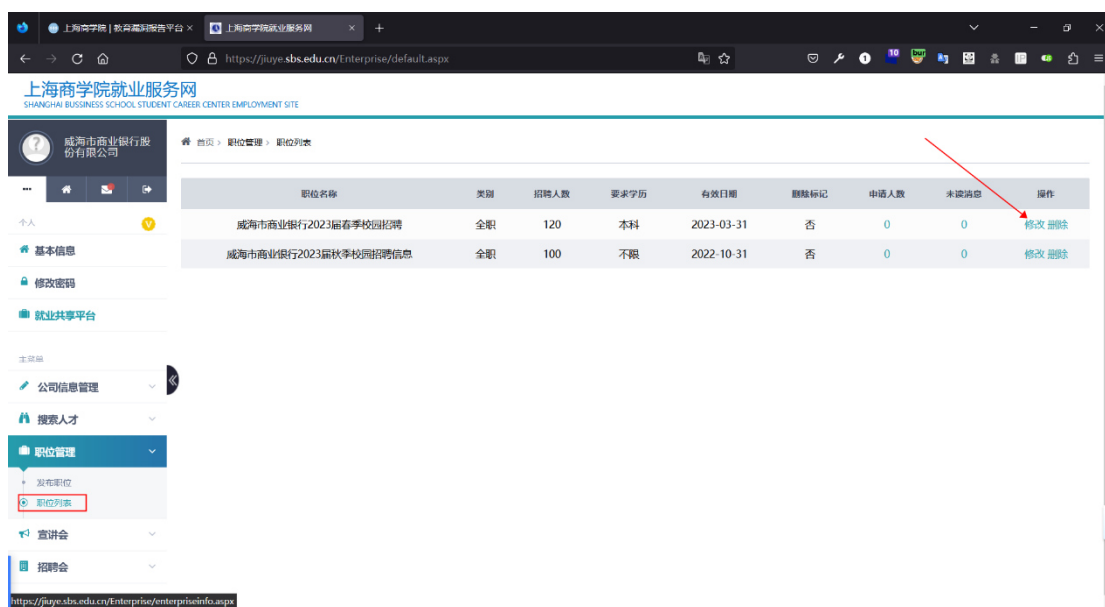 上海商学院 | 教育漏洞报告平台 ×
上海商学院就业服务网 × +
https://jiuye.sbs.edu.cn/Enterprise/default.aspx
上海商学院就业服务网
SHANGHAI BUSSINESS SCHOOL STUDENT CAREER CENTER EMPLOYMENT SITE
威海市商业银行股
份有限公司
个人
基本信息
修改密码
就业共享平台
主菜单
公司信息管理
搜索人才
职位管理
发布职位
职位列表
宣讲会
招聘会
首页 > 职位管理 > 职位列表
职位名称 类别 招聘人数 要求学历 有效日期 删除标记 申请人数 未读消息 操作
威海市商业银行2023届春季校园招聘 全职 120 本科 2023-03-31 否 0 0 修改 删除
威海市商业银行2023届秋季校园招聘信息 全职 100 不限 2022-10-31 否 0 0 修改 删除
https://jiuye.sbs.edu.cn/Enterprise/enterpriseinfo.aspx